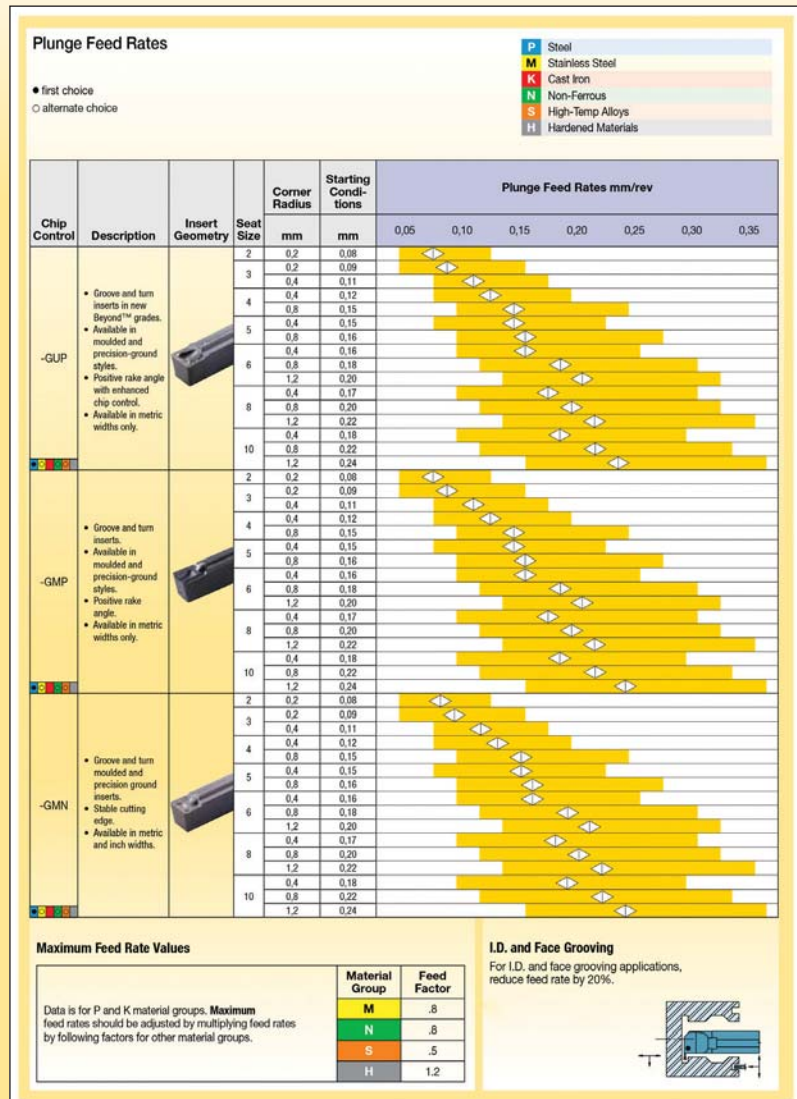 Plunge Feed Rates
● first choice
○ alternate choice
P Steel
M Stainless Steel
K Cast Iron
N Non-Ferrous
S High-Temp Alloys
H Hardened Materials
Chip Control Description Insert Geometry Seat Size Corner Radius Starting Condi- tions Plunge Feed Rates mm/rev
mm mm 0,05 0,10 0,15 0,20 0,25 0,30 0,35
-GUP
• Groove and turn
inserts in new
Beyond™ grades.
• Available in
moulded and
precision-ground
styles.
• Positive rake angle
with enhanced
chip control.
• Available in metric
widths only.
2 0,2 0,08
3 0,2 0,09
0,4 0,11
4 0,4 0,12
0,8 0,15
5 0,4 0,15
0,8 0,16
6 0,4 0,16
0,8 0,18
1,2 0,20
8 0,4 0,17
0,8 0,20
1,2 0,22
10 0,4 0,18
0,8 0,22
1,2 0,24
-GMP
• Groove and turn
inserts.
• Available in
moulded and
precision-ground
styles.
• Positive rake
angle.
• Available in metric
widths only.
2 0,2 0,08
3 0,2 0,09
0,4 0,11
4 0,4 0,12
0,8 0,15
5 0,4 0,15
0,8 0,16
6 0,4 0,16
0,8 0,18
1,2 0,20
8 0,4 0,17
0,8 0,20
1,2 0,22
10 0,4 0,18
0,8 0,22
1,2 0,24
-GMN
• Groove and turn
moulded and
precision ground
inserts.
• Stable cutting
edge.
• Available in metric
and inch widths.
2 0,2 0,08
3 0,2 0,09
0,4 0,11
4 0,4 0,12
0,8 0,15
5 0,4 0,15
0,8 0,16
6 0,4 0,16
0,8 0,18
1,2 0,20
8 0,4 0,17
0,8 0,20
1,2 0,22
10 0,4 0,18
0,8 0,22
1,2 0,24
Maximum Feed Rate Values
Data is for P and K material groups. Maximum
feed rates should be adjusted by multiplying feed rates
by following factors for other material groups.
Material Group Feed Factor
M .8
N .8
S .5
H 1.2
I.D. and Face Grooving
For I.D. and face grooving applications,
reduce feed rate by 20%.